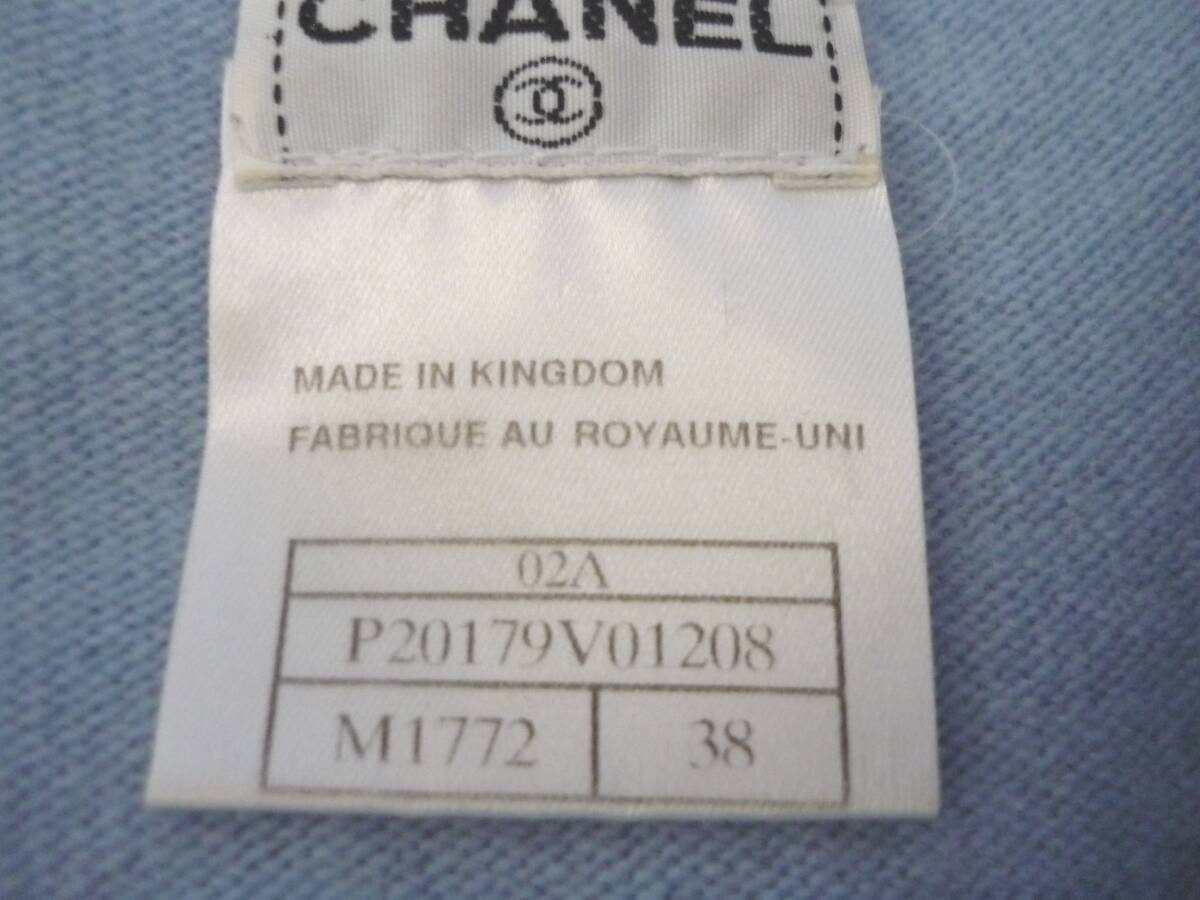 CHANEL
MADE IN KINGDOM
FABRIQUE AU ROYAUME-UNI
02A
P20179V01208
M1772 38